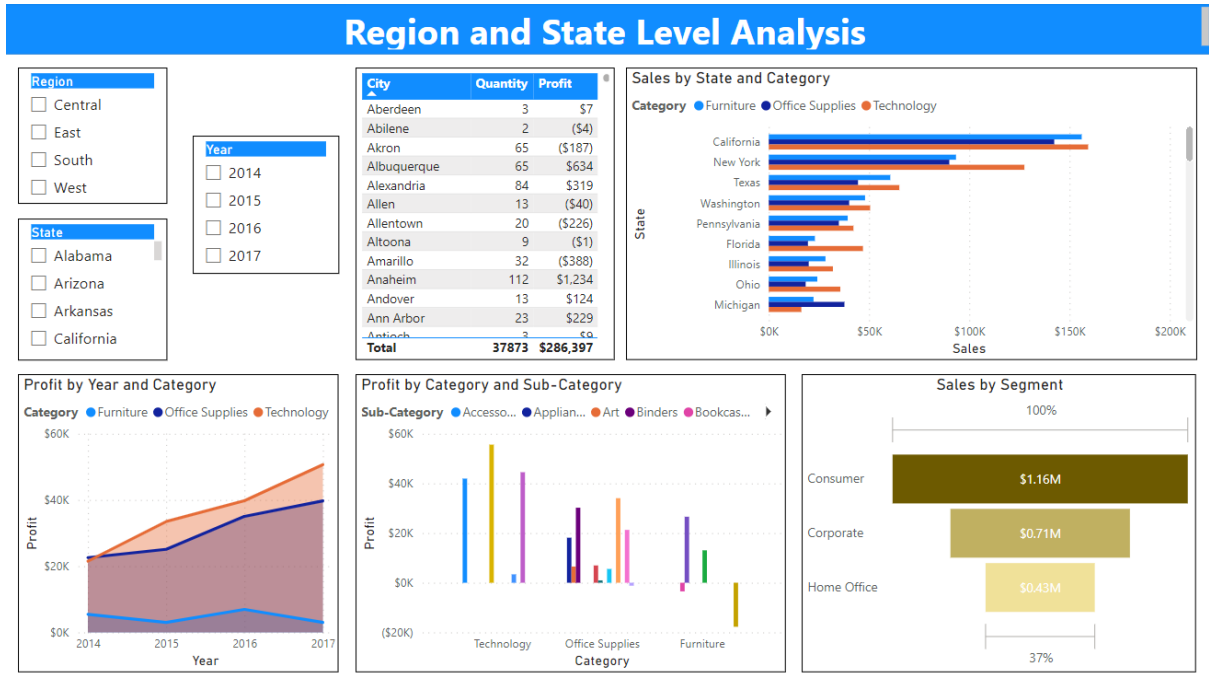 Region and State Level Analysis
Region
Central
East
South
West
State
Alabama
Arizona
Arkansas
California
Year
2014
2015
2016
2017
City Quantity Profit
Aberdeen 3 $7
Abilene 2 ($4)
Akron 65 ($187)
Albuquerque 65 $634
Alexandria 84 $319
Allen 13 ($40)
Allentown 20 ($226)
Altoona 9 ($1)
Amarillo 32 ($388)
Anaheim 112 $1,234
Andover 13 $124
Ann Arbor 23 $229
Antioch 3 $9
Total 37873 $286,397
Sales by State and Category
Category Furniture Office Supplies Technology
State
California
New York
Texas
Washington
Pennsylvania
Florida
Illinois
Ohio
Michigan
$0K $50K $100K $150K $200K
Sales
Profit by Year and Category
Category Furniture Office Supplies Technology
Profit
$60K
$40K
$20K
$0K
2014 2015 2016 2017
Year
Profit by Category and Sub-Category
Sub-Category Accesso... Applian... Art Binders Bookcas...
Profit
$60K
$40K
$20K
$0K
($20K)
Technology Office Supplies Furniture
Category
Sales by Segment
100%
Consumer $1.16M
Corporate $0.71M
Home Office $0.43M
37%